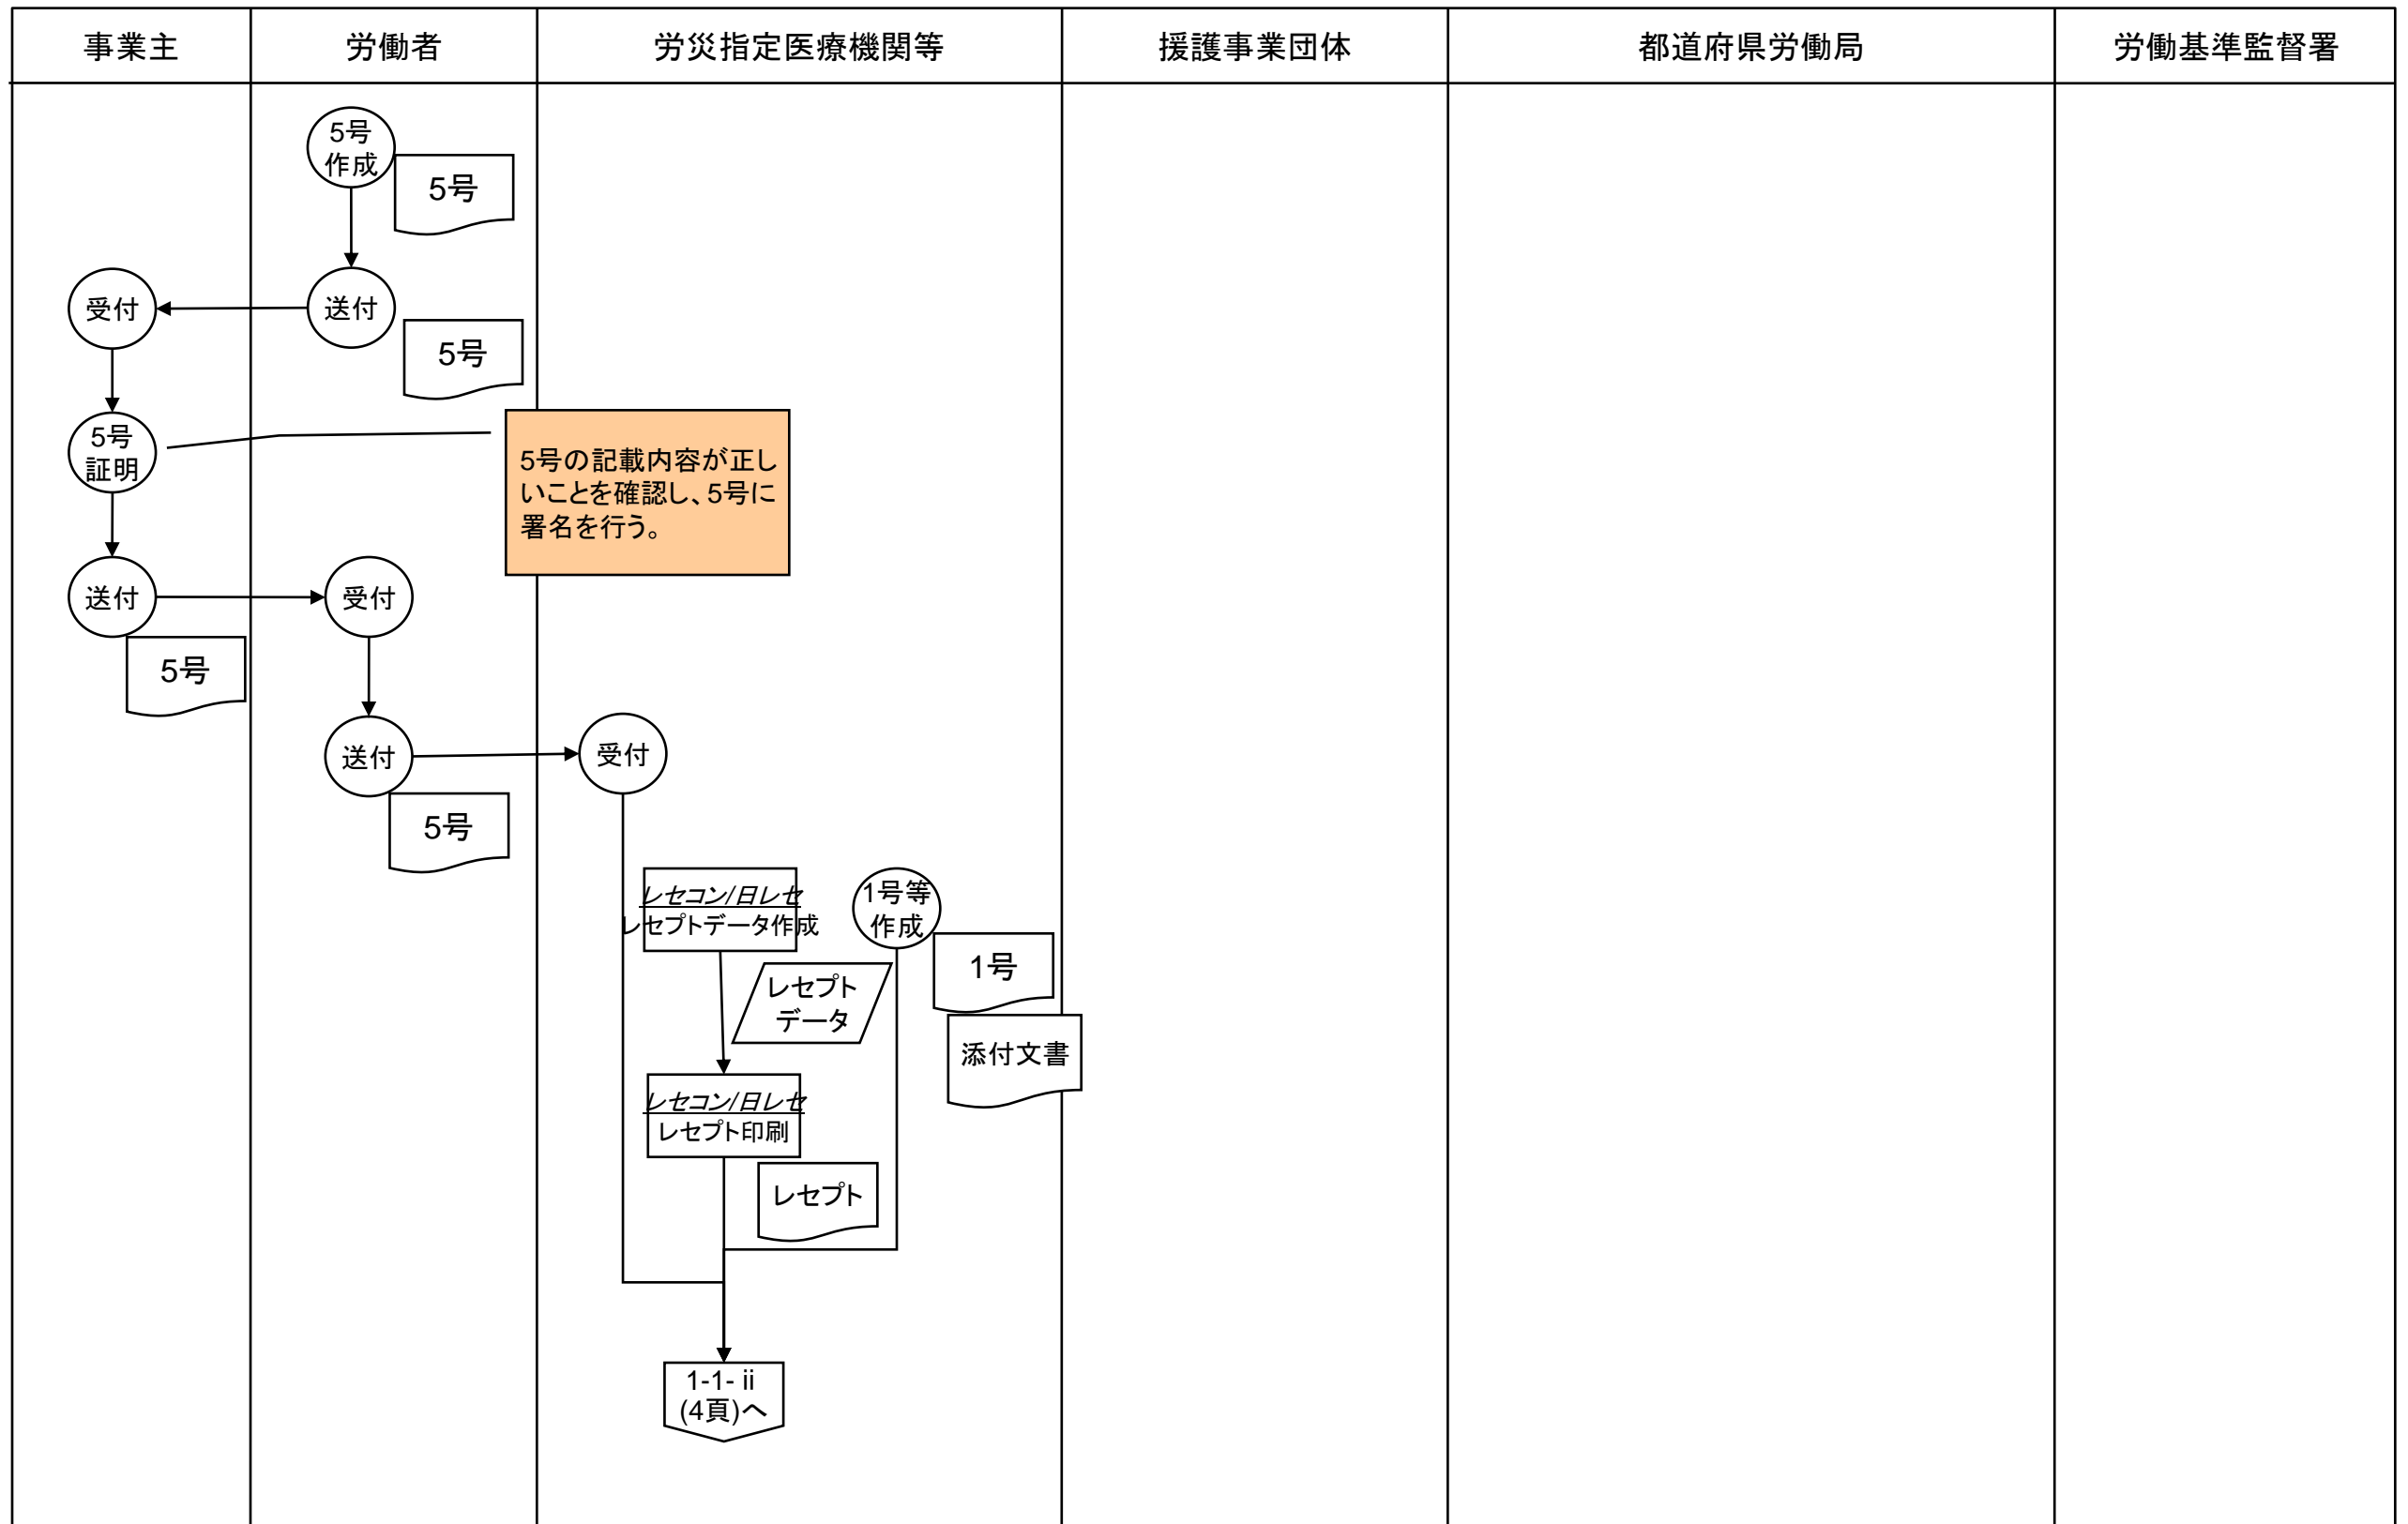 事業主
労働者
労災指定医療機関等
援護事業団体
都道府県労働局
労働基準監督署
5号
作成
5号
受付
送付
5号
5号
証明
5号の記載内容が正し
いことを確認し、5号に
署名を行う。
送付
受付
5号
送付
受付
5号
レセコン/日レセ
レセプトデータ作成
1号等
作成
1号
レセプト
データ
添付文書
レセコン/日レセ
レセプト印刷
レセプト
1-1- ii
(4頁)へ